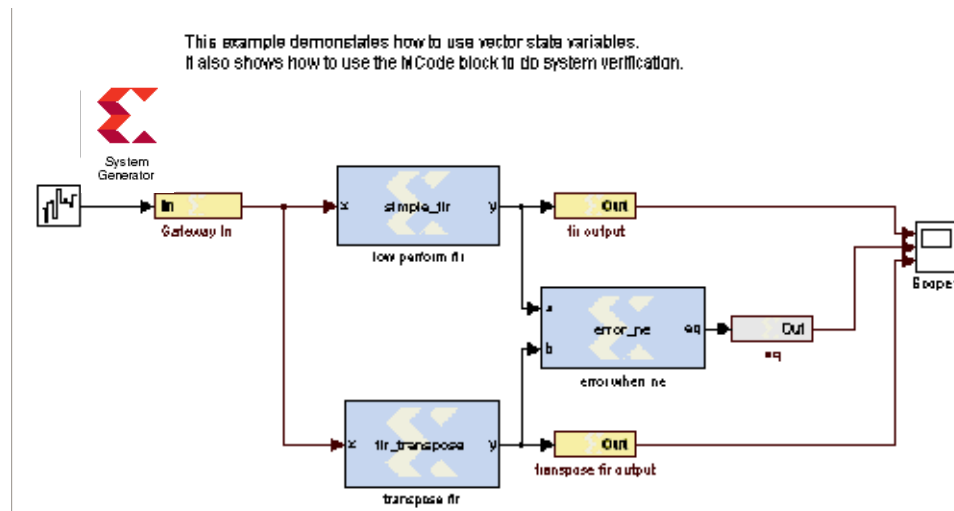 This example demonstates how to use vector state variables.
It also shows how to use the MCode block to do system verification.
System
Generator
In
Gateway In
x
simple_fir
y
low perform fir
Out
fir output
Scope
a
b
error_ne
eq
error when ne
Out
eq
x
fir_transpose
y
transpose fir
Out
transpose fir output